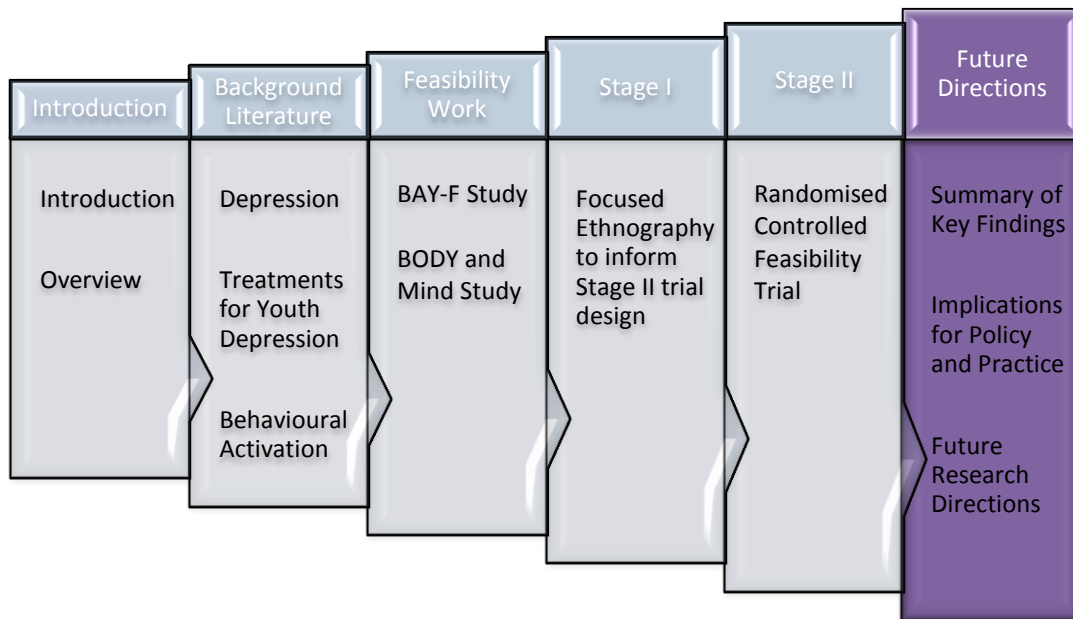 Introduction
Introduction
Overview
Background
Literature
Depression
Treatments
for Youth
Depression
Behavioural
Activation
Feasibility
Work
BAY-F Study
BODY and
Mind Study
Stage I
Focused
Ethnography
to inform
Stage II trial
design
Stage II
Randomised
Controlled
Feasibility
Trial
Future
Directions
Summary of
Key Findings
Implications
for Policy
and Practice
Future
Research
Directions